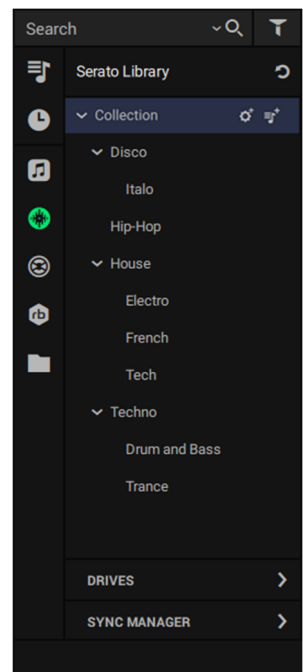 Search
Serato Library
Collection
Disco
Italo
Hip-Hop
House
Electro
French
Tech
Techno
Drum and Bass
Trance
rb
DRIVES
SYNC MANAGER